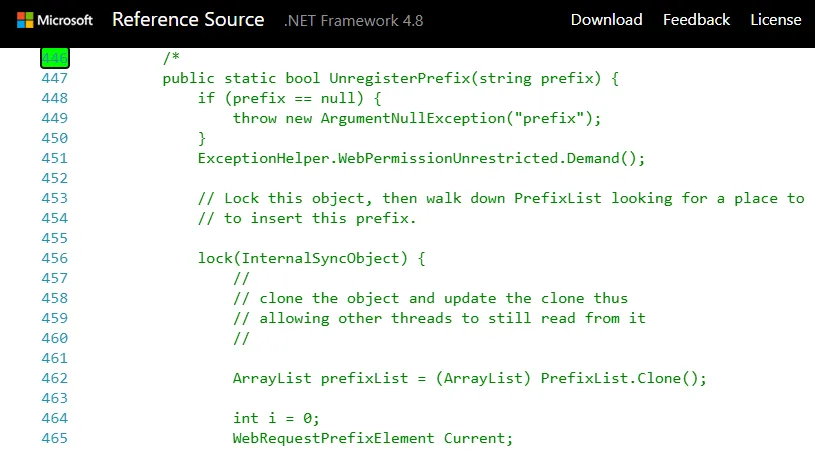 Microsoft Reference Source .NET Framework 4.8 Download Feedback License
446 /*
447 public static bool UnregisterPrefix(string prefix) {
448 if (prefix == null) {
449 throw new ArgumentNullException("prefix");
450 }
451 ExceptionHelper.WebPermissionUnrestricted.Demand();
452
453 // Lock this object, then walk down PrefixList looking for a place to
454 // to insert this prefix.
455
456 lock(InternalSyncObject) {
457 //
458 // clone the object and update the clone thus
459 // allowing other threads to still read from it
460 //
461
462 ArrayList prefixList = (ArrayList) PrefixList.Clone();
463
464 int i = 0;
465 WebRequestPrefixElement Current;